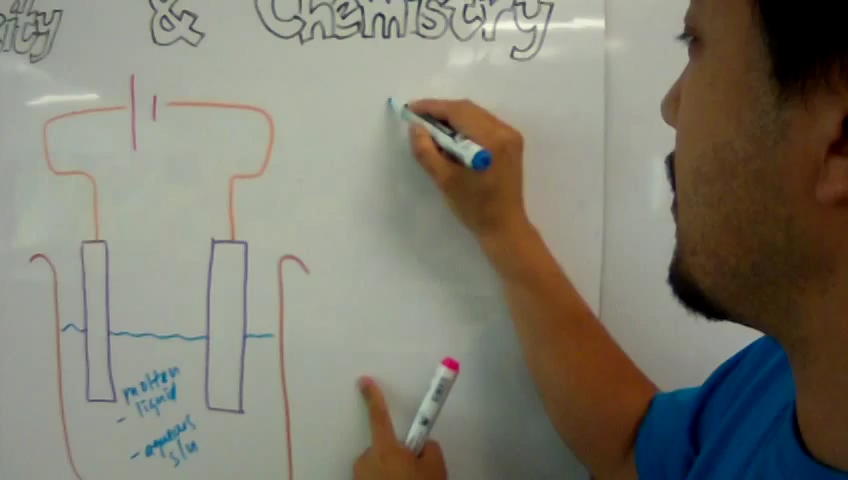 ity & Chemistry
molten
- liquid
- aqueous
s/n